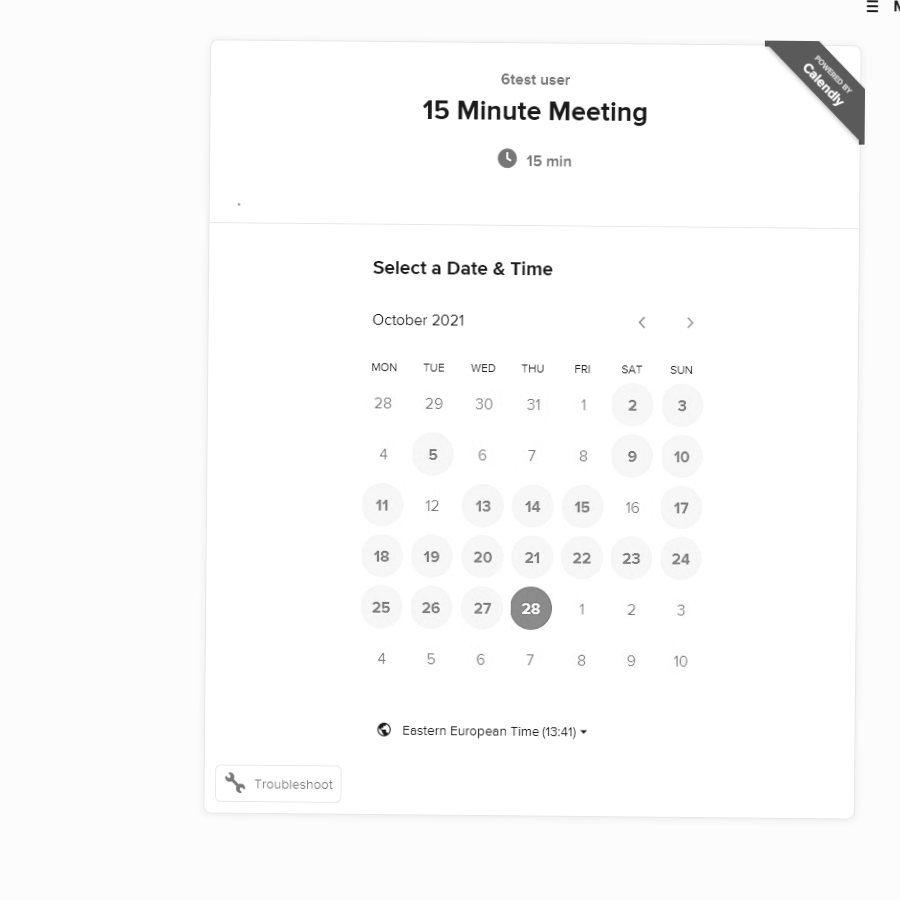 ☰ M
POWERED BY
Calendly
6test user
15 Minute Meeting
15 min
Select a Date & Time
October 2021
MON TUE WED THU FRI SAT SUN
28 29 30 31 1 2 3
4 5 6 7 8 9 10
11 12 13 14 15 16 17
18 19 20 21 22 23 24
25 26 27 28 1 2 3
4 5 6 7 8 9 10
Eastern European Time (13:41)
Troubleshoot